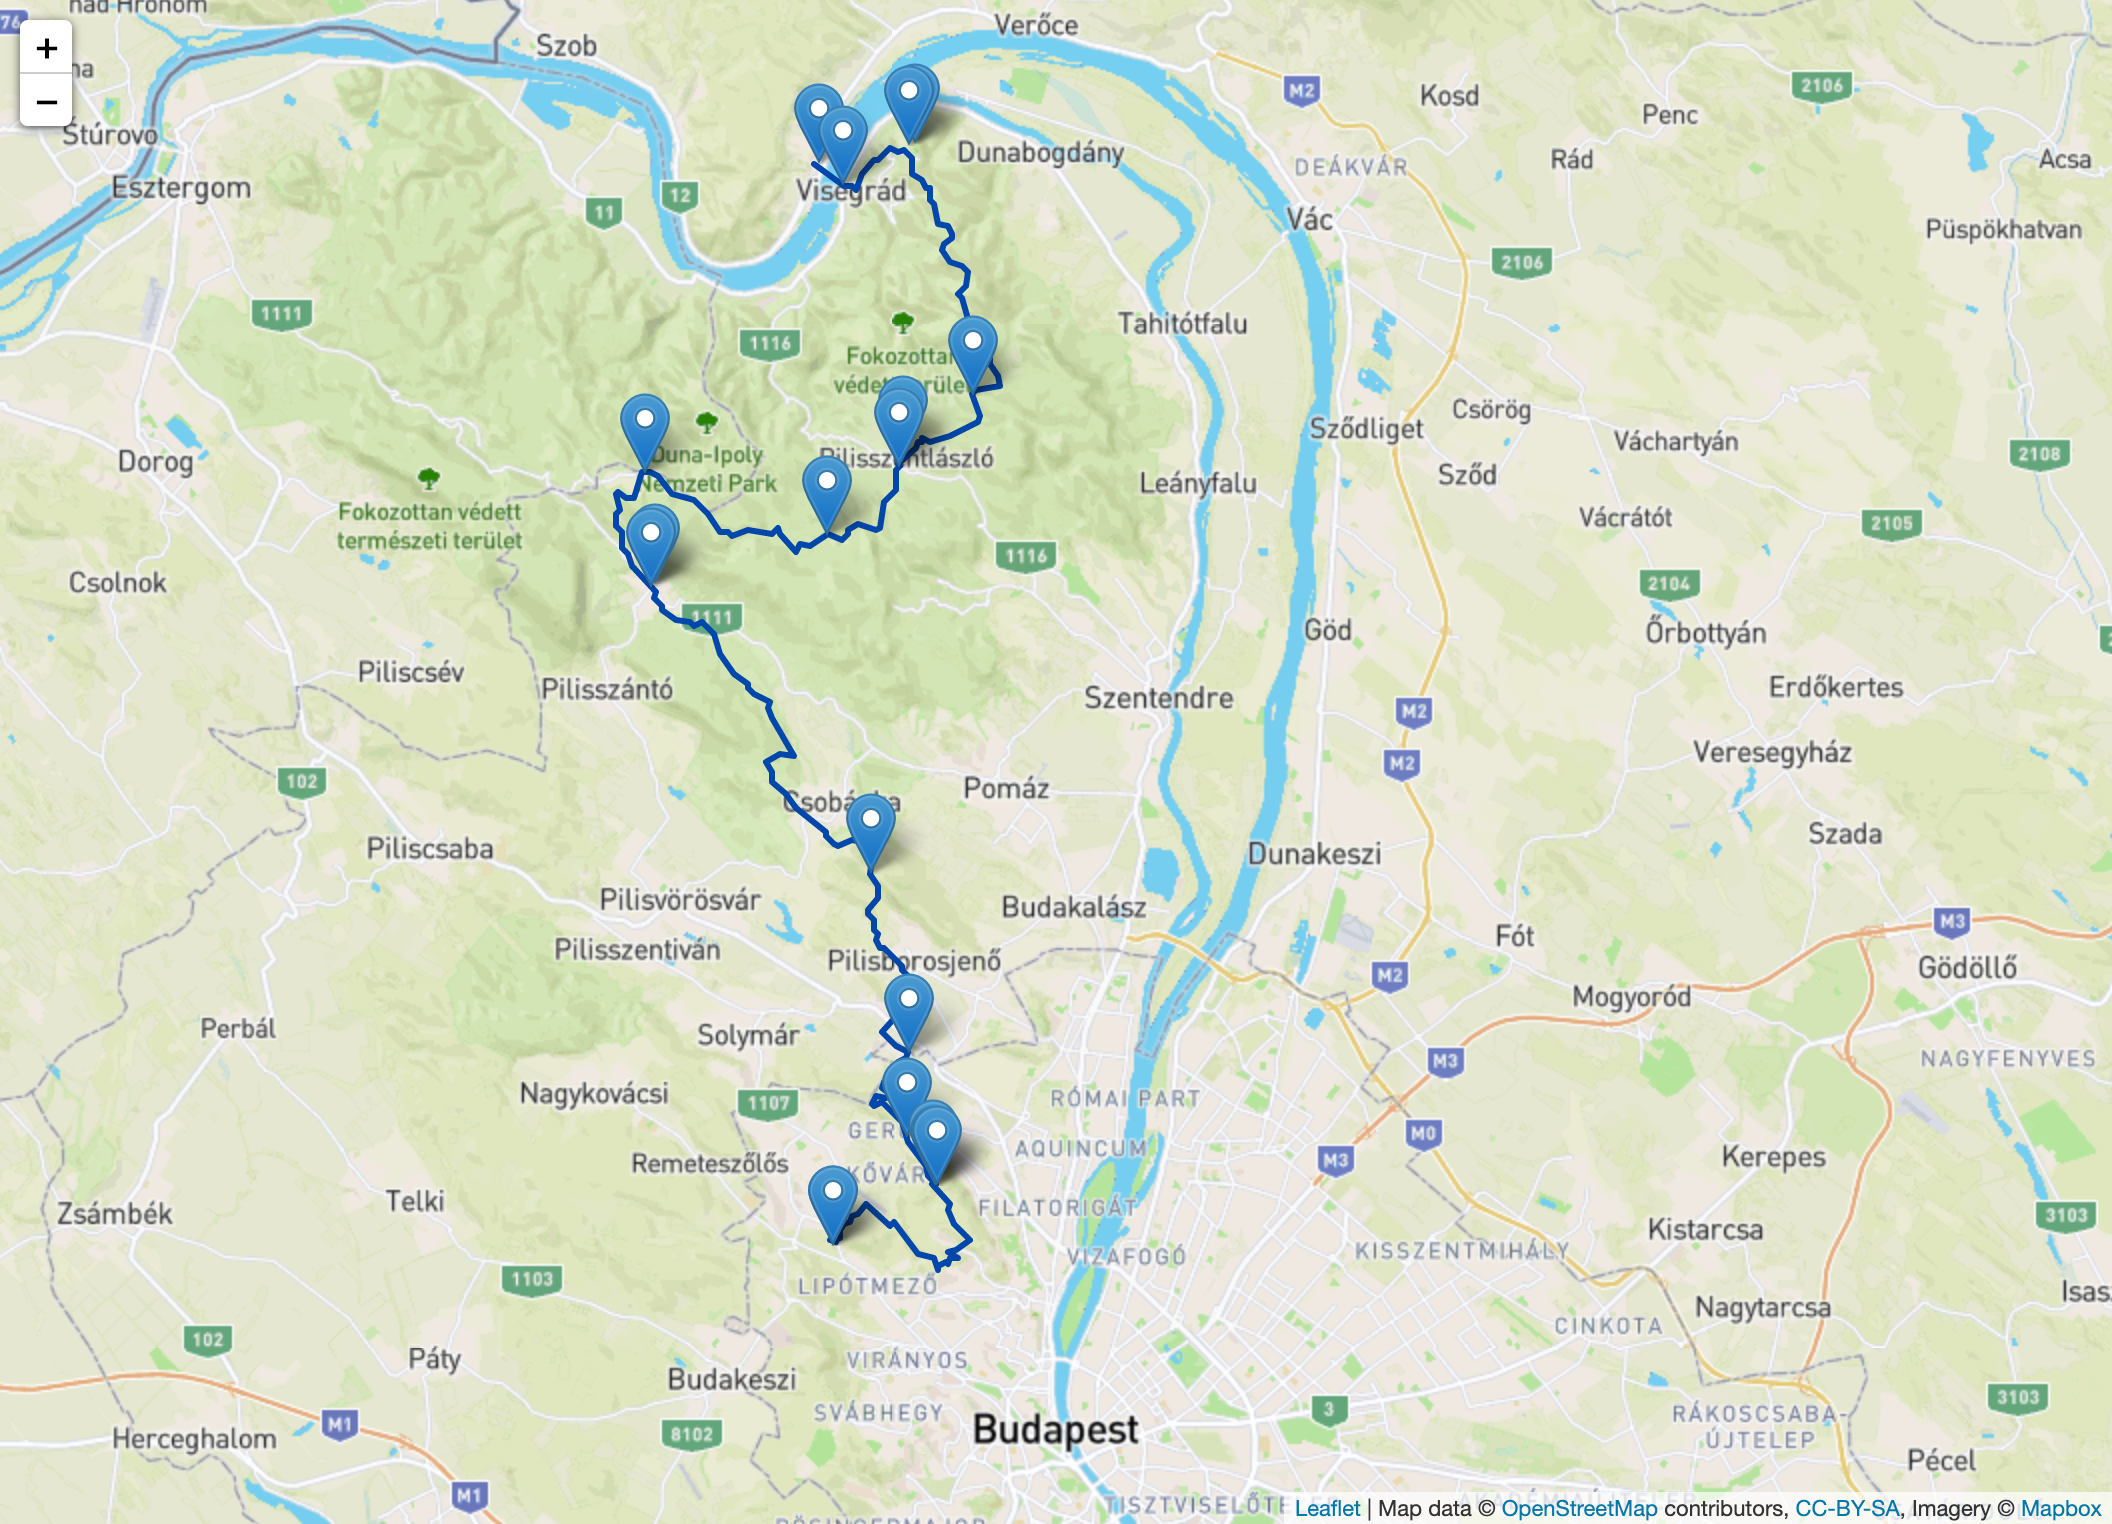 nad Hronom
76
+
−
na
Štúrovo
Esztergom
Szob
Verőce
M2
Kosd
2106
Penc
Rád
Acsa
DEÁKVÁR
Dunabogdány
12
11
Visegrád
Vác
Püspökhatvan
2106
1111
1116
Tahitótfalu
Fokozottan
védett terület
Csörög
Sződliget
Váchartyán
2108
Dorog
Duna-Ipoly
Nemzeti Park
Pilisszentlászló
Leányfalu
Sződ
Vácrátót
2105
Fokozottan védett
természeti terület
1116
Csolnok
2104
1111
Göd
Őrbottyán
Piliscsév
Pilisszántó
Szentendre
Erdőkertes
M2
Veresegyház
M2
102
Csobánka
Pomáz
Szada
Piliscsaba
Dunakeszi
Pilisvörösvár
Budakalász
M3
Fót
Pilisszentiván
Pilisborosjenő
Gödöllő
M2
Mogyoród
Perbál
Solymár
M3
NAGYFENYVES
Nagykovácsi
1107
RÓMAI PART
M0
AQUINCUM
M3
Kerepes
Remeteszőlős
KŐVÁR
Zsámbék
Telki
FILATORIGÁT
3103
Kistarcsa
VIZAFOGÓ
KISSZENTMIHÁLY
1103
LIPÓTMEZŐ
Nagytarcsa
CINKOTA
102
Páty
VIRÁNYOS
Budakeszi
3103
SVÁBHEGY
3
RÁKOSCSABA-
ÚJTELEP
M1
Herceghalom
8102
Budapest
Pécel
M1
Leaflet | Map data © OpenStreetMap contributors, CC-BY-SA, Imagery © Mapbox